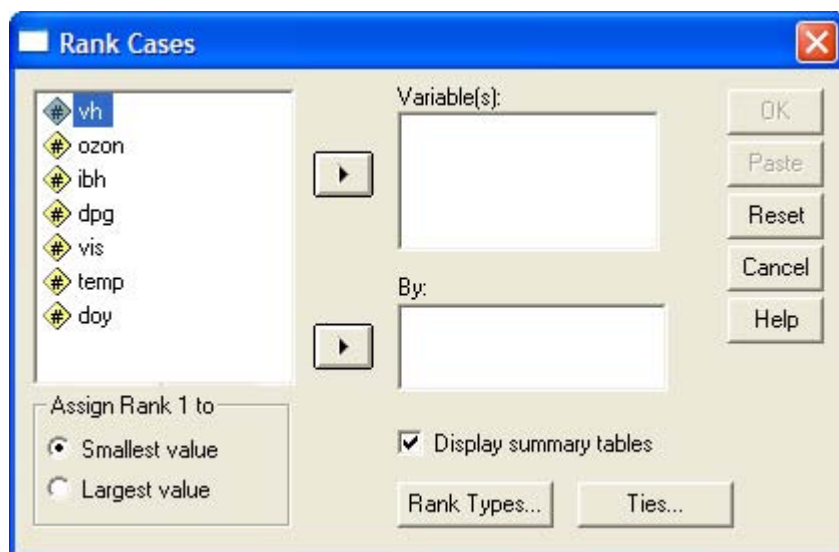 Rank Cases
vh
ozon
ibh
dpg
vis
temp
doy
Variable(s):
By:
OK
Paste
Reset
Cancel
Help
Assign Rank 1 to
Smallest value
Largest value
Display summary tables
Rank Types...
Ties...